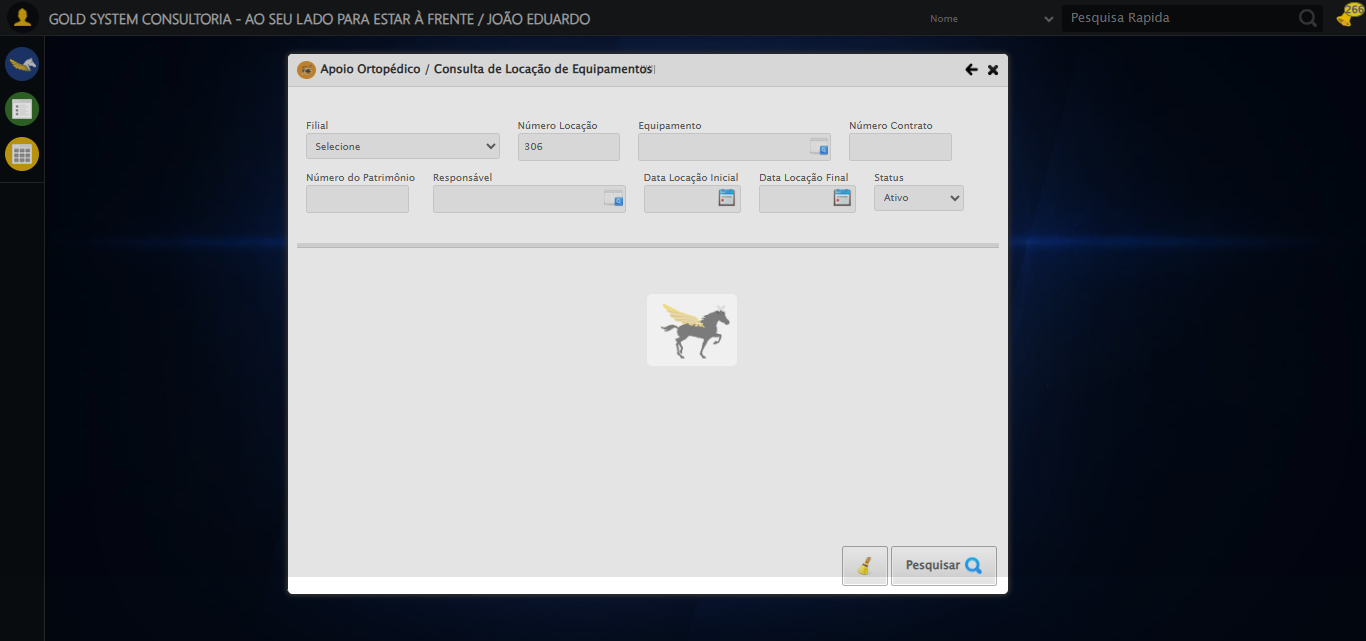 GOLD SYSTEM CONSULTORIA - AO SEU LADO PARA ESTAR À FRENTE / JOÃO EDUARDO
Nome
Pesquisa Rapida
266
Apoio Ortopédico / Consulta de Locação de Equipamentos
Filial
Número Locação
Equipamento
Número Contrato
Selecione
306
Número do Patrimônio
Responsável
Data Locação Inicial
Data Locação Final
Status
Ativo
Pesquisar